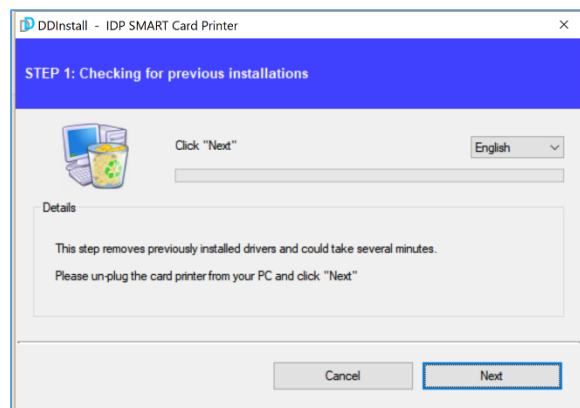 DDInstall - IDP SMART Card Printer
STEP 1: Checking for previous installations
Click "Next"
English
Details
This step removes previously installed drivers and could take several minutes.
Please un-plug the card printer from your PC and click "Next"
Cancel
Next